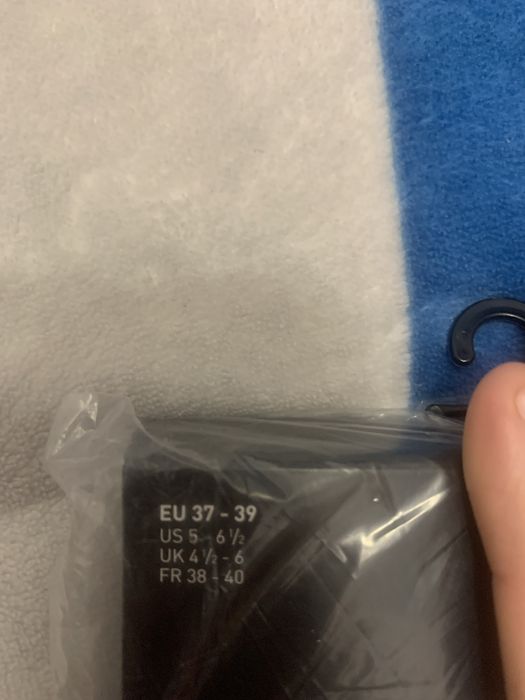 EU 37 - 39
US 5 6 ½
UK 4 ½ - 6
FR 38 - 40